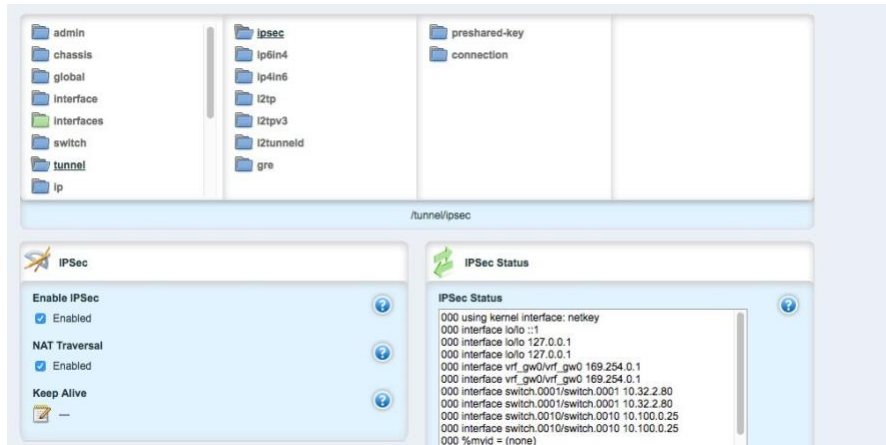 admin
chassis
global
interface
interfaces
switch
tunnel
ip
ipsec
ip6in4
ip4in6
l2tp
l2tpv3
l2tunneld
gre
preshared-key
connection
/tunnel/ipsec
IPSec
Enable IPSec
Enabled
NAT Traversal
Enabled
Keep Alive
—
IPSec Status
IPSec Status
000 using kernel interface: netkey
000 interface lo/lo ::1
000 interface lo/lo 127.0.0.1
000 interface lo/lo 127.0.0.1
000 interface vrf_gw0/vrf_gw0 169.254.0.1
000 interface vrf_gw0/vrf_gw0 169.254.0.1
000 interface switch.0001/switch.0001 10.32.2.80
000 interface switch.0001/switch.0001 10.32.2.80
000 interface switch.0010/switch.0010 10.100.0.25
000 interface switch.0010/switch.0010 10.100.0.25
000 %myid = (none)